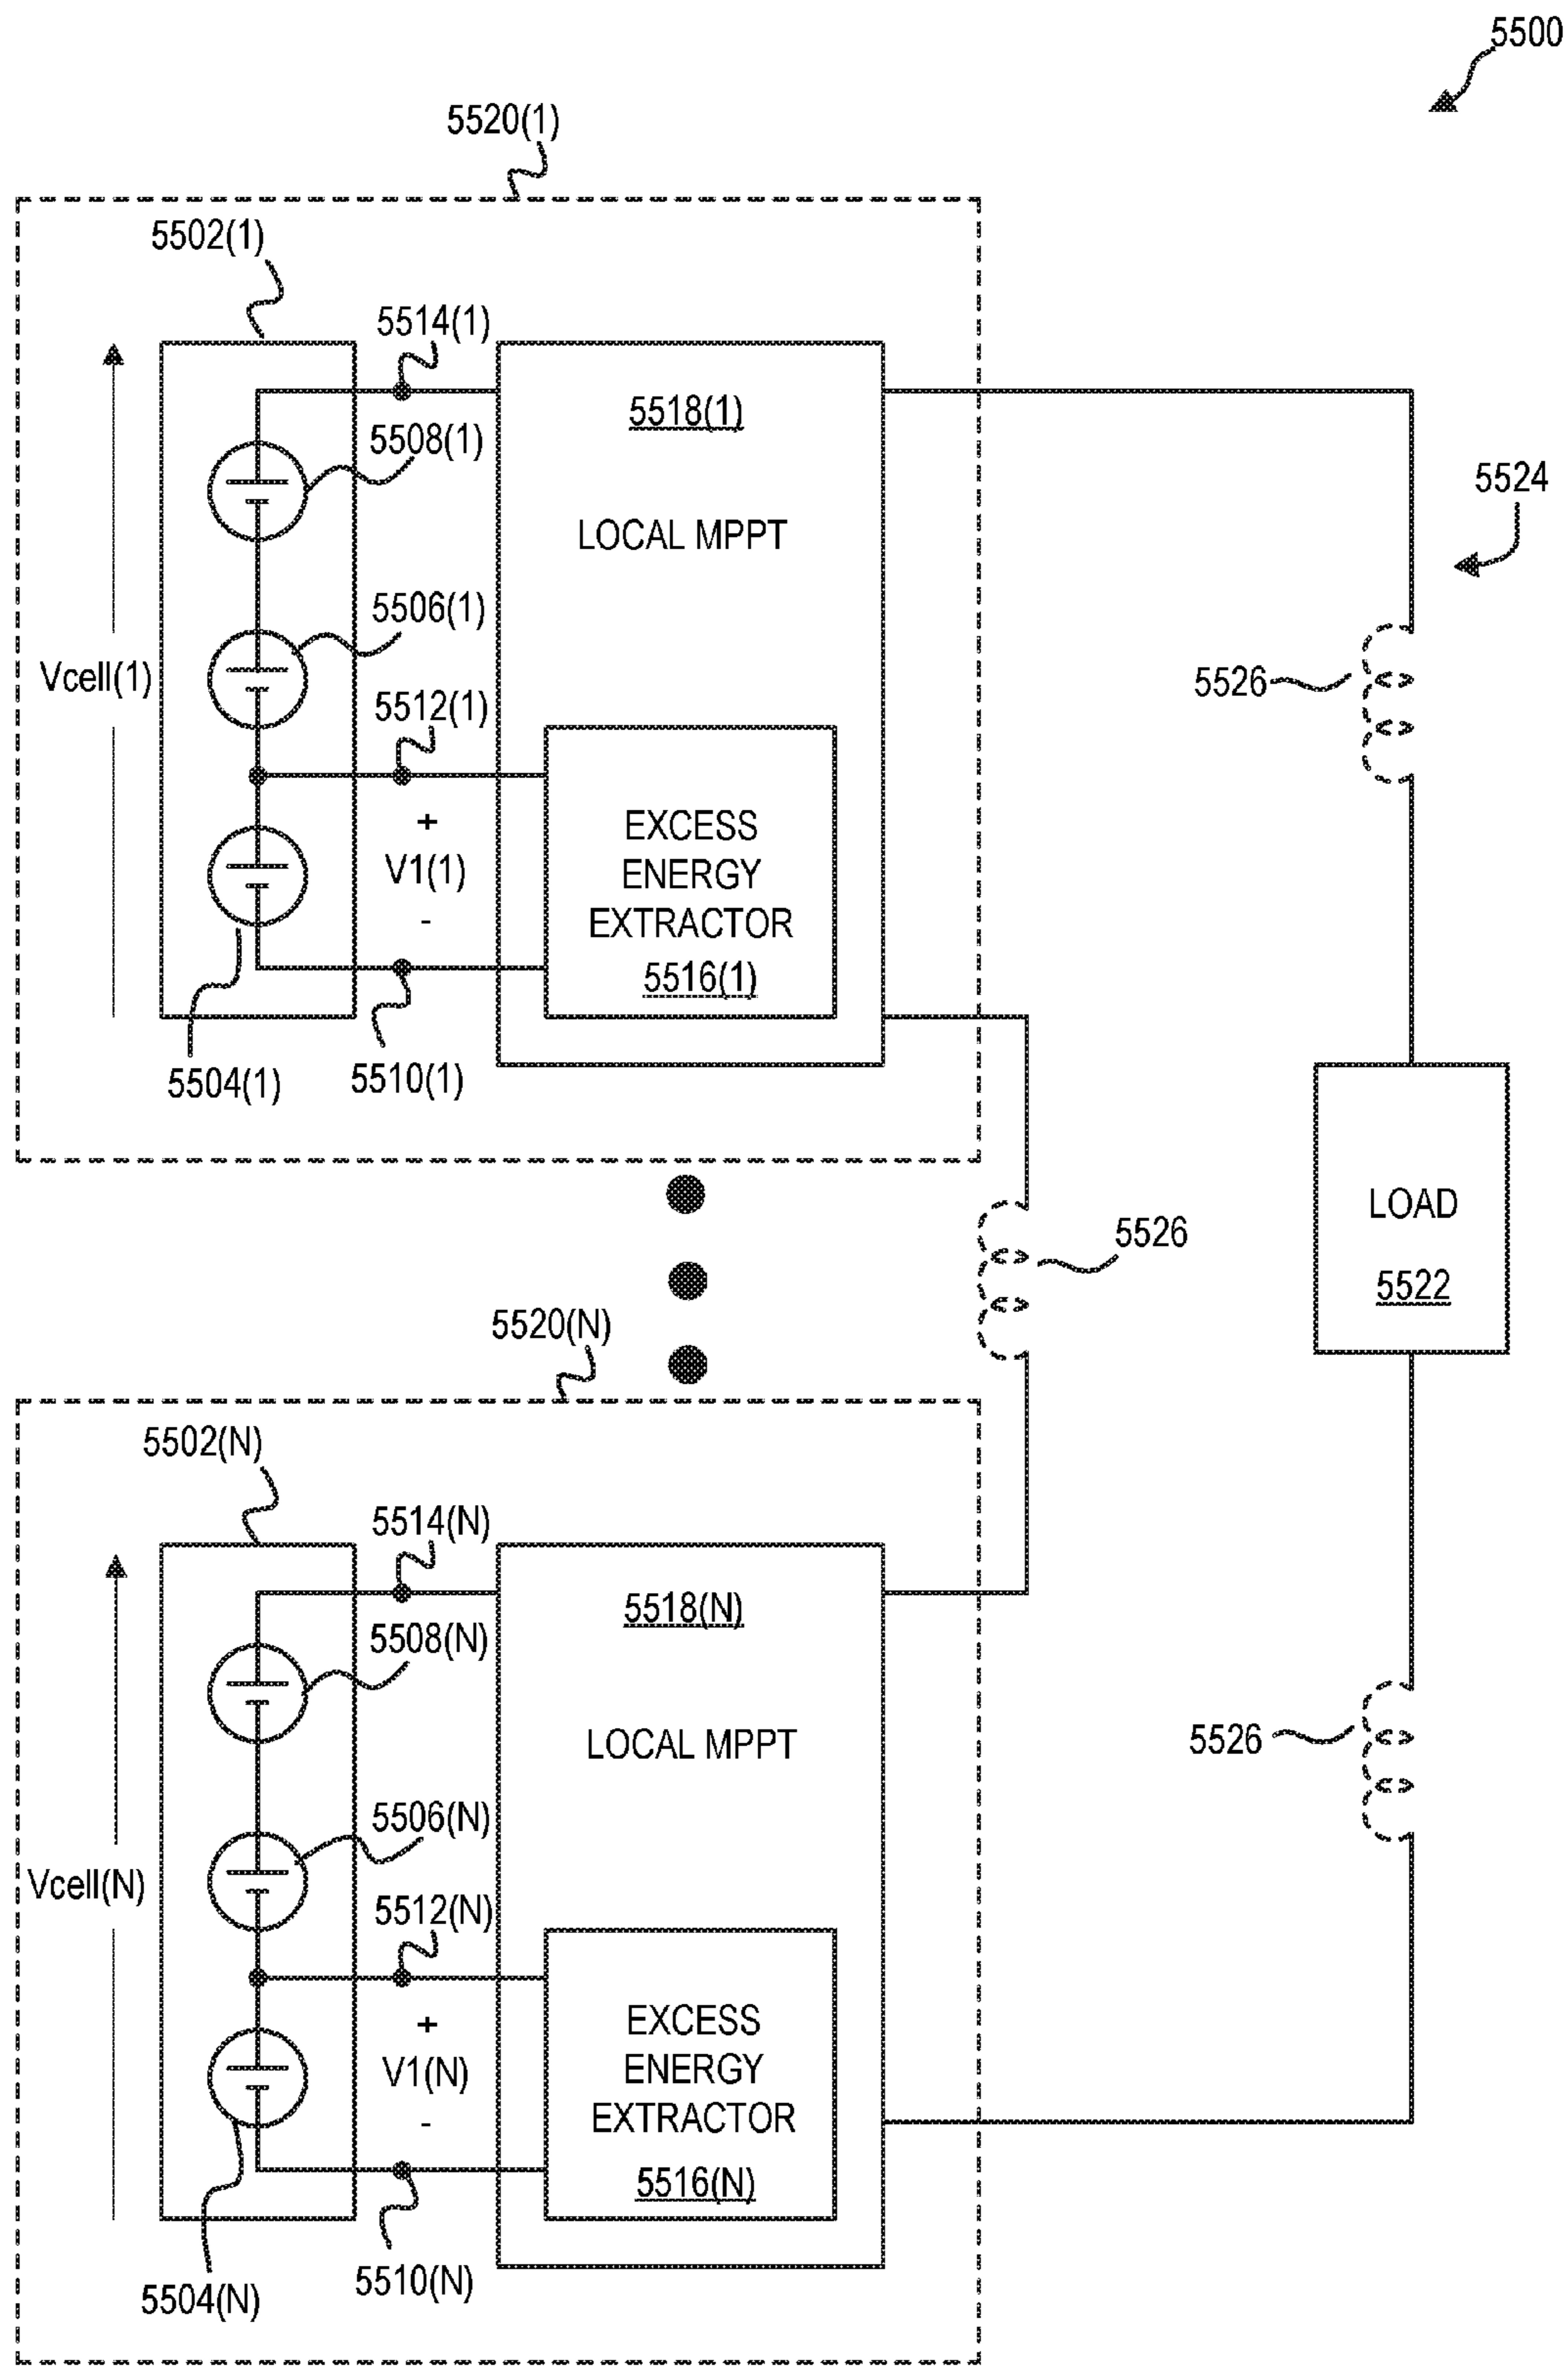 5500
5520(1)
5502(1)
5514(1)
5518(1)
5508(1)
5524
LOCAL MPPT
5506(1)
Vcell(1)
5526
5512(1)
+
EXCESS
V1(1)
ENERGY
-
EXTRACTOR
5516(1)
5504(1)
5510(1)
LOAD
5526
5522
5520(N)
5502(N)
5514(N)
5518(N)
5508(N)
LOCAL MPPT
5526
5506(N)
Vcell(N)
5512(N)
+
EXCESS
V1(N)
ENERGY
-
EXTRACTOR
5516(N)
5510(N)
5504(N)